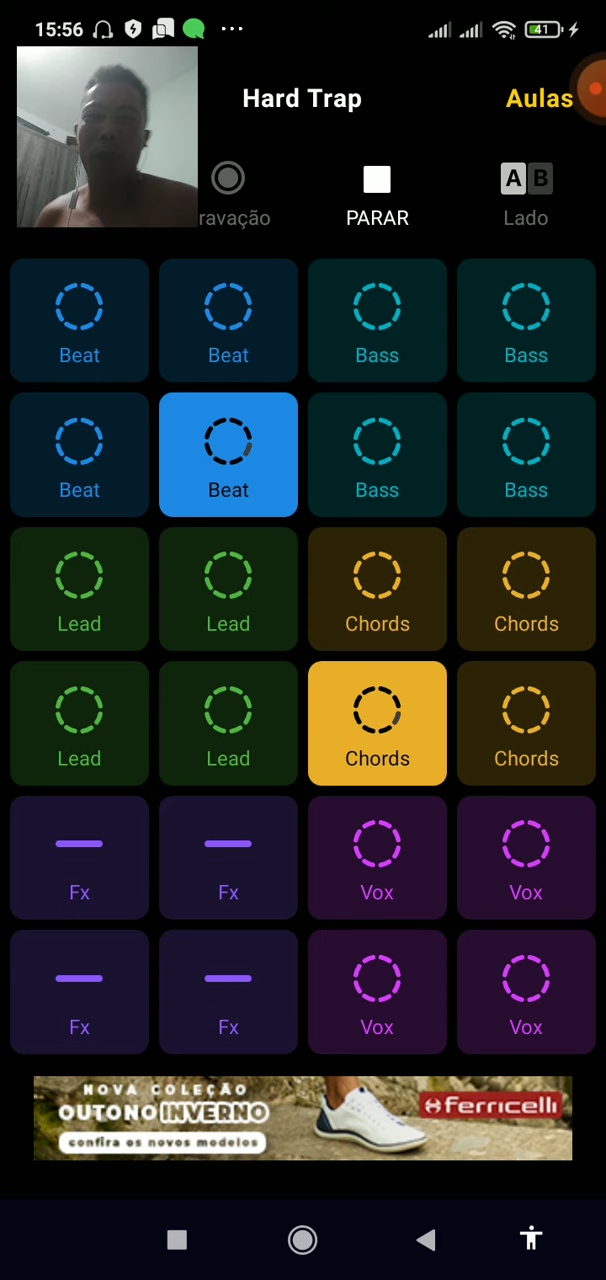 15:56
41
Hard Trap
Aulas
A B
ravação
PARAR
Lado
Beat
Beat
Bass
Bass
Beat
Beat
Bass
Bass
Lead
Lead
Chords
Chords
Lead
Lead
Chords
Chords
Fx
Fx
Vox
Vox
Fx
Fx
Vox
Vox
NOVA COLEÇÃO
OUTONO INVERNO
confira os novos modelos
ferricelli